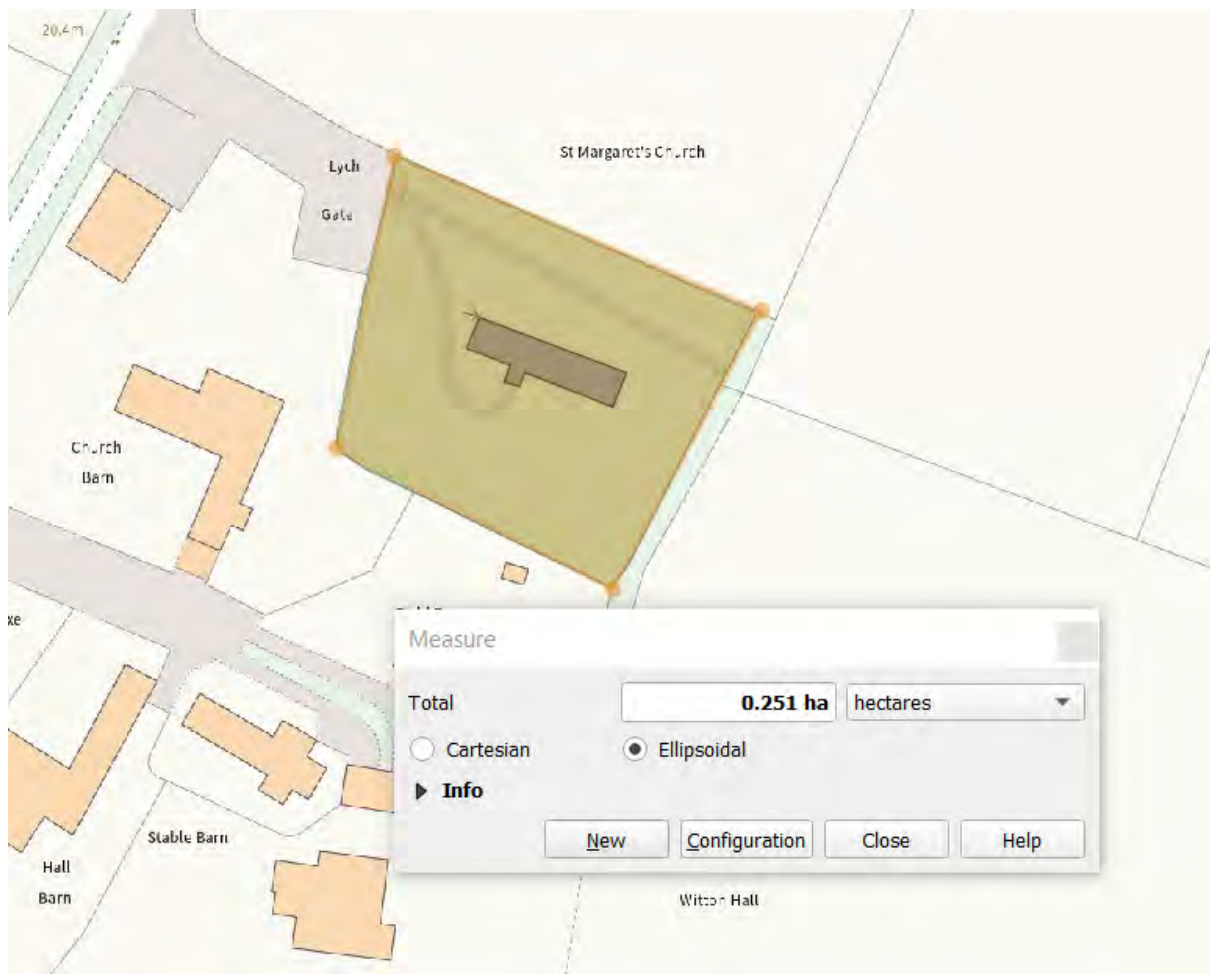 20.4m
St Margaret's Church
Lych
Gate
Church
Barn
xe
Measure
Total
0.251 ha
hectares
Cartesian
Ellipsoidal
Info
New
Configuration
Close
Help
Stable Barn
Hall
Barn
Witton Hall